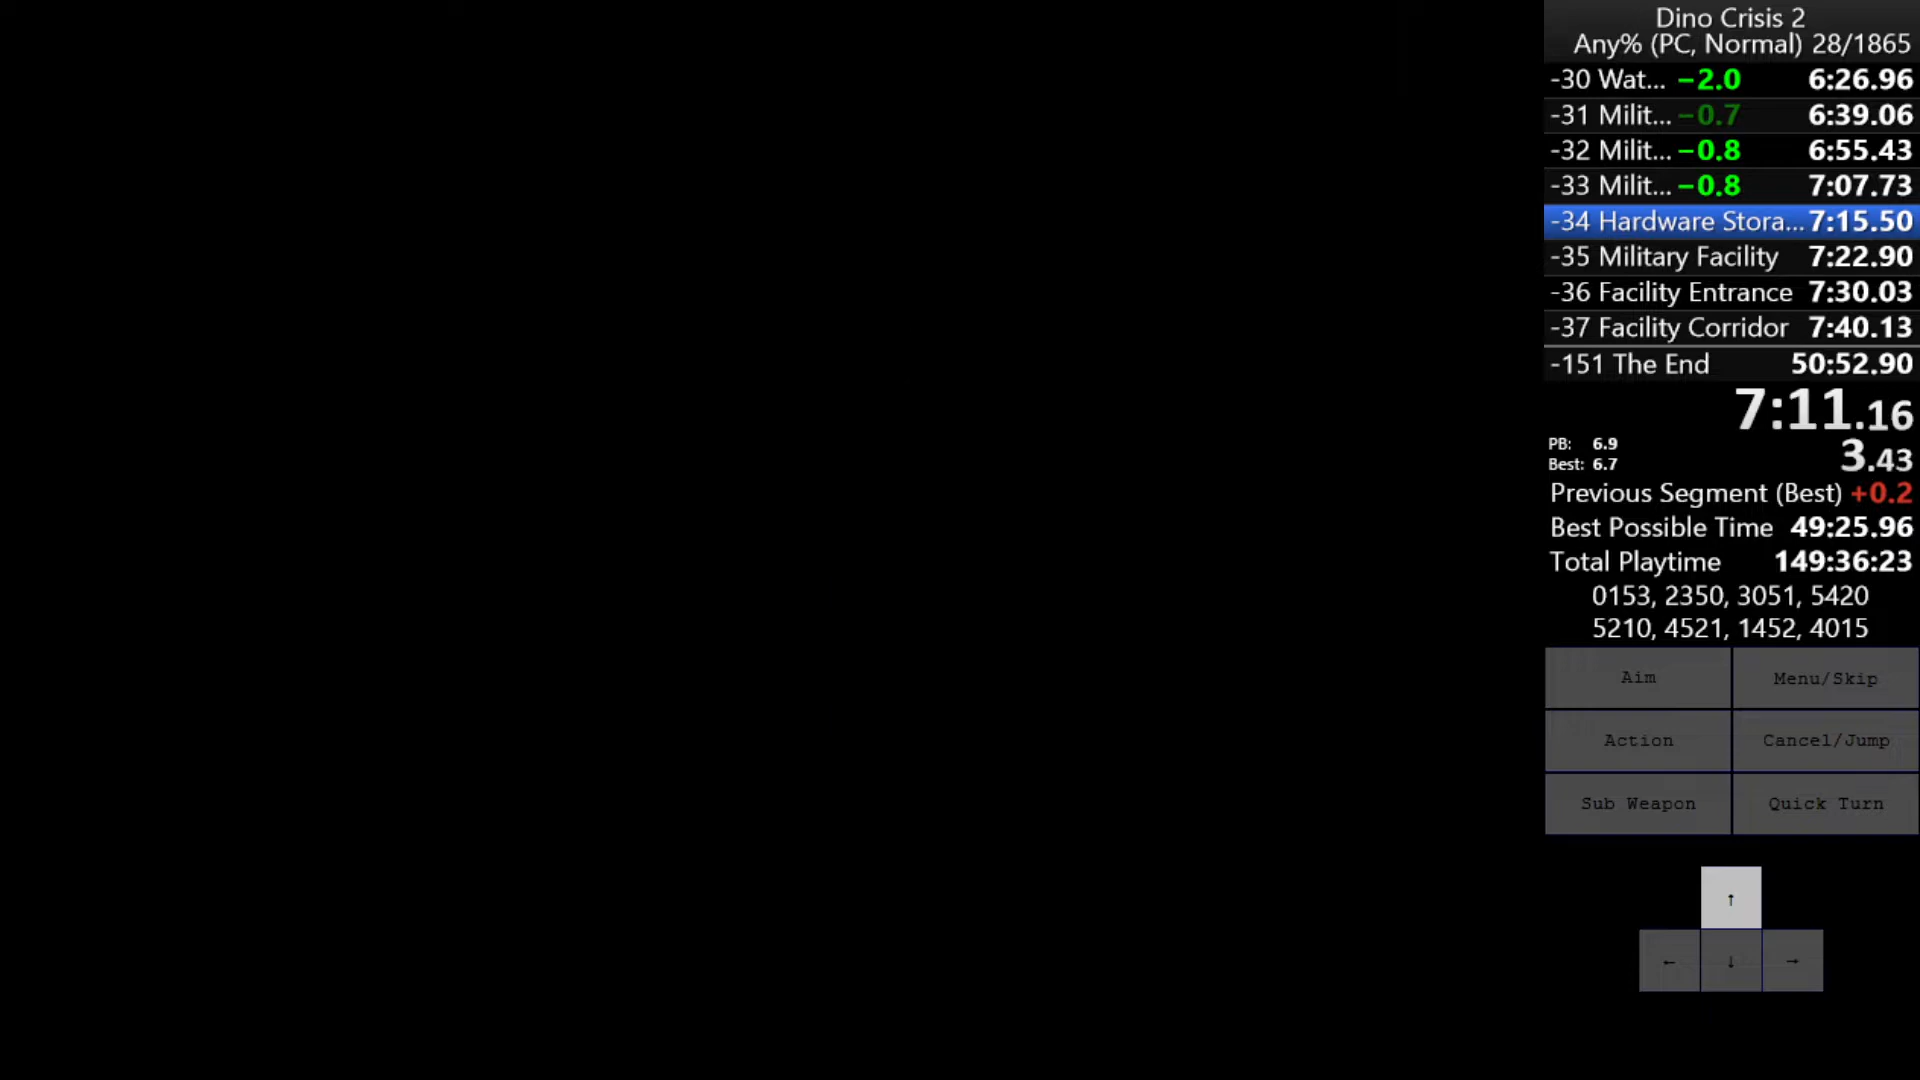 Dino Crisis 2
Any% (PC, Normal) 28/1865
-30 Wat... −2.0 6:26.96
-31 Milit... −0.7 6:39.06
-32 Milit... −0.8 6:55.43
-33 Milit... −0.8 7:07.73
-34 Hardware Stora... 7:15.50
-35 Military Facility 7:22.90
-36 Facility Entrance 7:30.03
-37 Facility Corridor 7:40.13
-151 The End 50:52.90
7:11.16
PB: 6.9
Best: 6.7
3.43
Previous Segment (Best) +0.2
Best Possible Time 49:25.96
Total Playtime 149:36:23
0153, 2350, 3051, 5420
5210, 4521, 1452, 4015
Aim Menu/Skip
Action Cancel/Jump
Sub Weapon Quick Turn
↑
← ↓ →